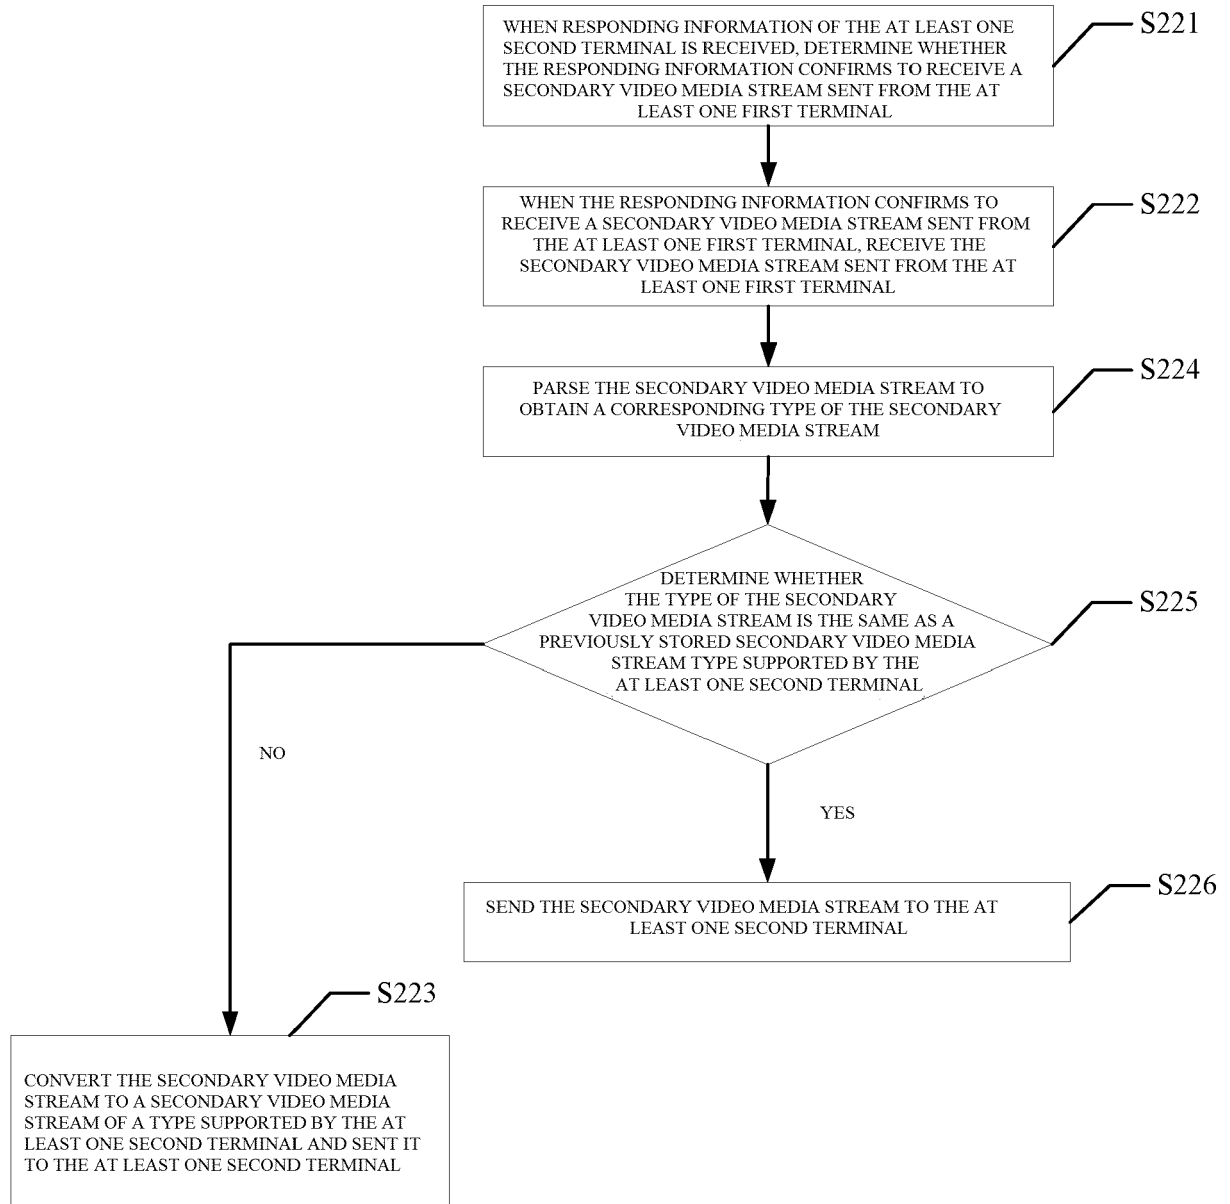 WHEN RESPONDING INFORMATION OF THE AT LEAST ONE
SECOND TERMINAL IS RECEIVED, DETERMINE WHETHER
THE RESPONDING INFORMATION CONFIRMS TO RECEIVE A
SECONDARY VIDEO MEDIA STREAM SENT FROM THE AT
LEAST ONE FIRST TERMINAL
S221
WHEN THE RESPONDING INFORMATION CONFIRMS TO
RECEIVE A SECONDARY VIDEO MEDIA STREAM SENT FROM
THE AT LEAST ONE FIRST TERMINAL, RECEIVE THE
SECONDARY VIDEO MEDIA STREAM SENT FROM THE AT
LEAST ONE FIRST TERMINAL
S222
PARSE THE SECONDARY VIDEO MEDIA STREAM TO
OBTAIN A CORRESPONDING TYPE OF THE SECONDARY
VIDEO MEDIA STREAM
S224
DETERMINE WHETHER
THE TYPE OF THE SECONDARY
VIDEO MEDIA STREAM IS THE SAME AS A
PREVIOUSLY STORED SECONDARY VIDEO MEDIA
STREAM TYPE SUPPORTED BY THE
AT LEAST ONE SECOND TERMINAL
S225
NO
YES
SEND THE SECONDARY VIDEO MEDIA STREAM TO THE AT
LEAST ONE SECOND TERMINAL
S226
S223
CONVERT THE SECONDARY VIDEO MEDIA
STREAM TO A SECONDARY VIDEO MEDIA
STREAM OF A TYPE SUPPORTED BY THE AT
LEAST ONE SECOND TERMINAL AND SENT IT
TO THE AT LEAST ONE SECOND TERMINAL